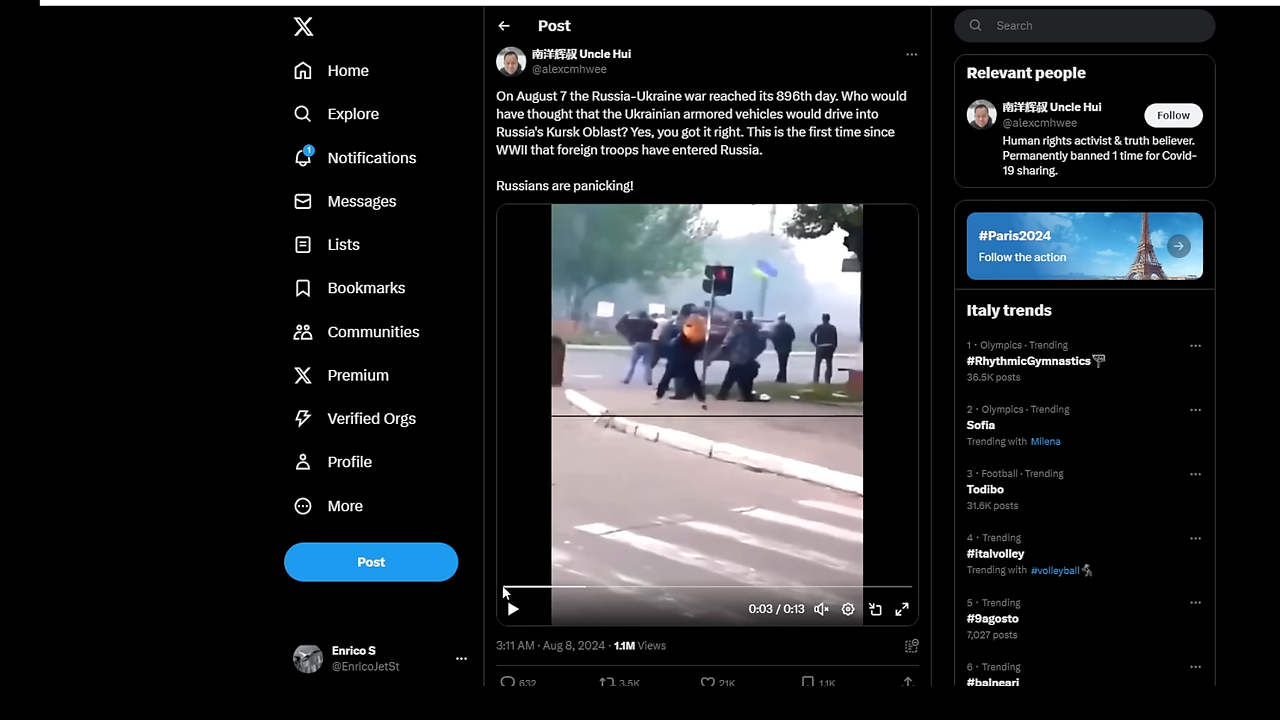 Post
Search
Home
Explore
1
Notifications
Messages
Lists
Bookmarks
Communities
Premium
Verified Orgs
Profile
More
Post
Enrico S
@EnricoJetSt
南洋辉叔 Uncle Hui
@alexcmhwee
On August 7 the Russia-Ukraine war reached its 896th day. Who would
have thought that the Ukrainian armored vehicles would drive into
Russia's Kursk Oblast? Yes, you got it right. This is the first time since
WWII that foreign troops have entered Russia.
Russians are panicking!
0:03 / 0:13
3:11 AM · Aug 8, 2024 · 1.1M Views
632
3.5K
21K
1.1K
Relevant people
南洋辉叔 Uncle Hui
@alexcmhwee
Follow
Human rights activist & truth believer.
Permanently banned 1 time for Covid-
19 sharing.
#Paris2024
Follow the action
Italy trends
1 · Olympics · Trending
#RhythmicGymnastics
36.5K posts
2 · Olympics · Trending
Sofia
Trending with Milena
3 · Football · Trending
Todibo
31.6K posts
4 · Trending
#italvolley
Trending with #volleyball
5 · Trending
#9agosto
7,027 posts
6 · Trending
#balneari